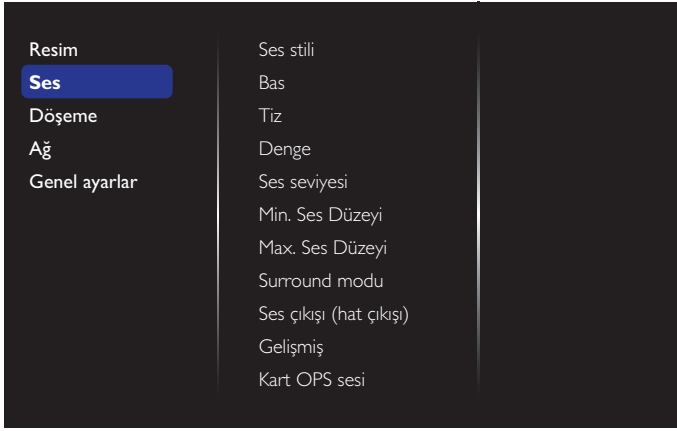 Resim
Ses
Döşeme
Ağ
Genel ayarlar
Ses stili
Bas
Tiz
Denge
Ses seviyesi
Min. Ses Düzeyi
Max. Ses Düzeyi
Surround modu
Ses çıkışı (hat çıkışı)
Gelişmiş
Kart OPS sesi